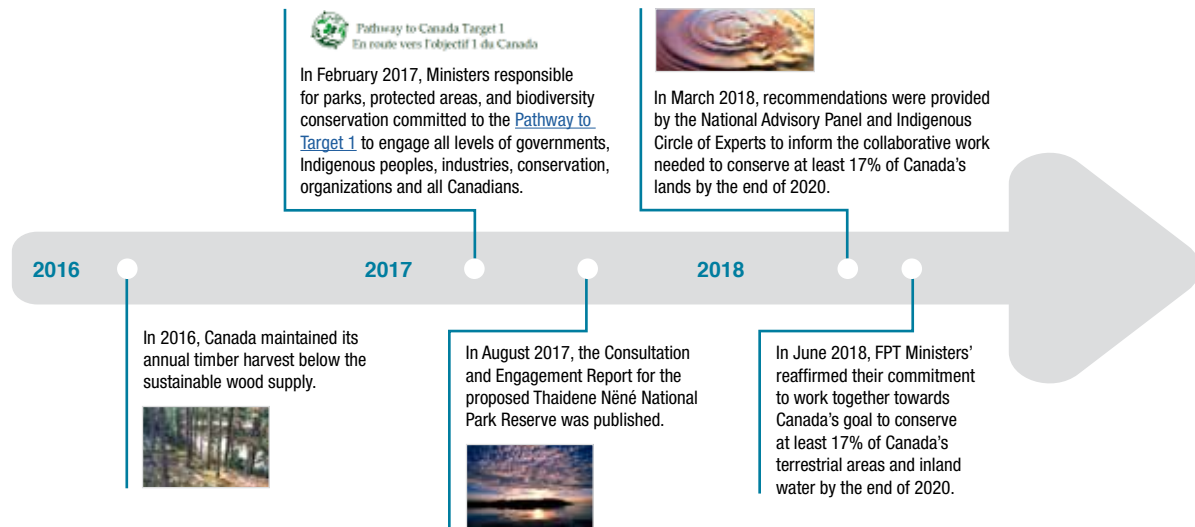 Pathway to Canada Target 1
En route vers l'objectif 1 du Canada
In February 2017, Ministers responsible
for parks, protected areas, and biodiversity
conservation committed to the Pathway to
Target 1 to engage all levels of governments,
Indigenous peoples, industries, conservation,
organizations and all Canadians.
In March 2018, recommendations were provided
by the National Advisory Panel and Indigenous
Circle of Experts to inform the collaborative work
needed to conserve at least 17% of Canada's
lands by the end of 2020.
2016
2017
2018
In 2016, Canada maintained its
annual timber harvest below the
sustainable wood supply.
In August 2017, the Consultation
and Engagement Report for the
proposed Thaidene Nëné National
Park Reserve was published.
In June 2018, FPT Ministers'
reaffirmed their commitment
to work together towards
Canada's goal to conserve
at least 17% of Canada's
terrestrial areas and inland
water by the end of 2020.